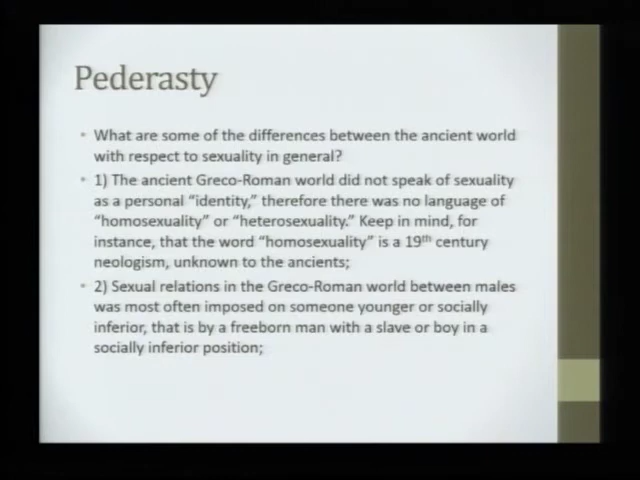 Pederasty
• What are some of the differences between the ancient world
with respect to sexuality in general?
• 1) The ancient Greco-Roman world did not speak of sexuality
as a personal “identity,” therefore there was no language of
“homosexuality” or “heterosexuality.” Keep in mind, for
instance, that the word “homosexuality” is a 19th century
neologism, unknown to the ancients;
• 2) Sexual relations in the Greco-Roman world between males
was most often imposed on someone younger or socially
inferior, that is by a freeborn man with a slave or boy in a
socially inferior position;